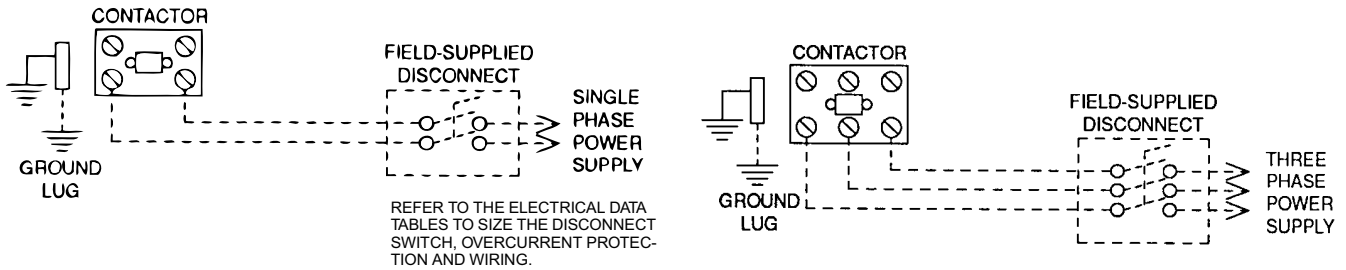 CONTACTOR
GROUND
LUG
FIELD-SUPPLIED
DISCONNECT
SINGLE
PHASE
POWER
SUPPLY
REFER TO THE ELECTRICAL DATA
TABLES TO SIZE THE DISCONNECT
SWITCH, OVERCURRENT PROTEC-
TION AND WIRING.
CONTACTOR
GROUND
LUG
FIELD-SUPPLIED
DISCONNECT
THREE
PHASE
POWER
SUPPLY